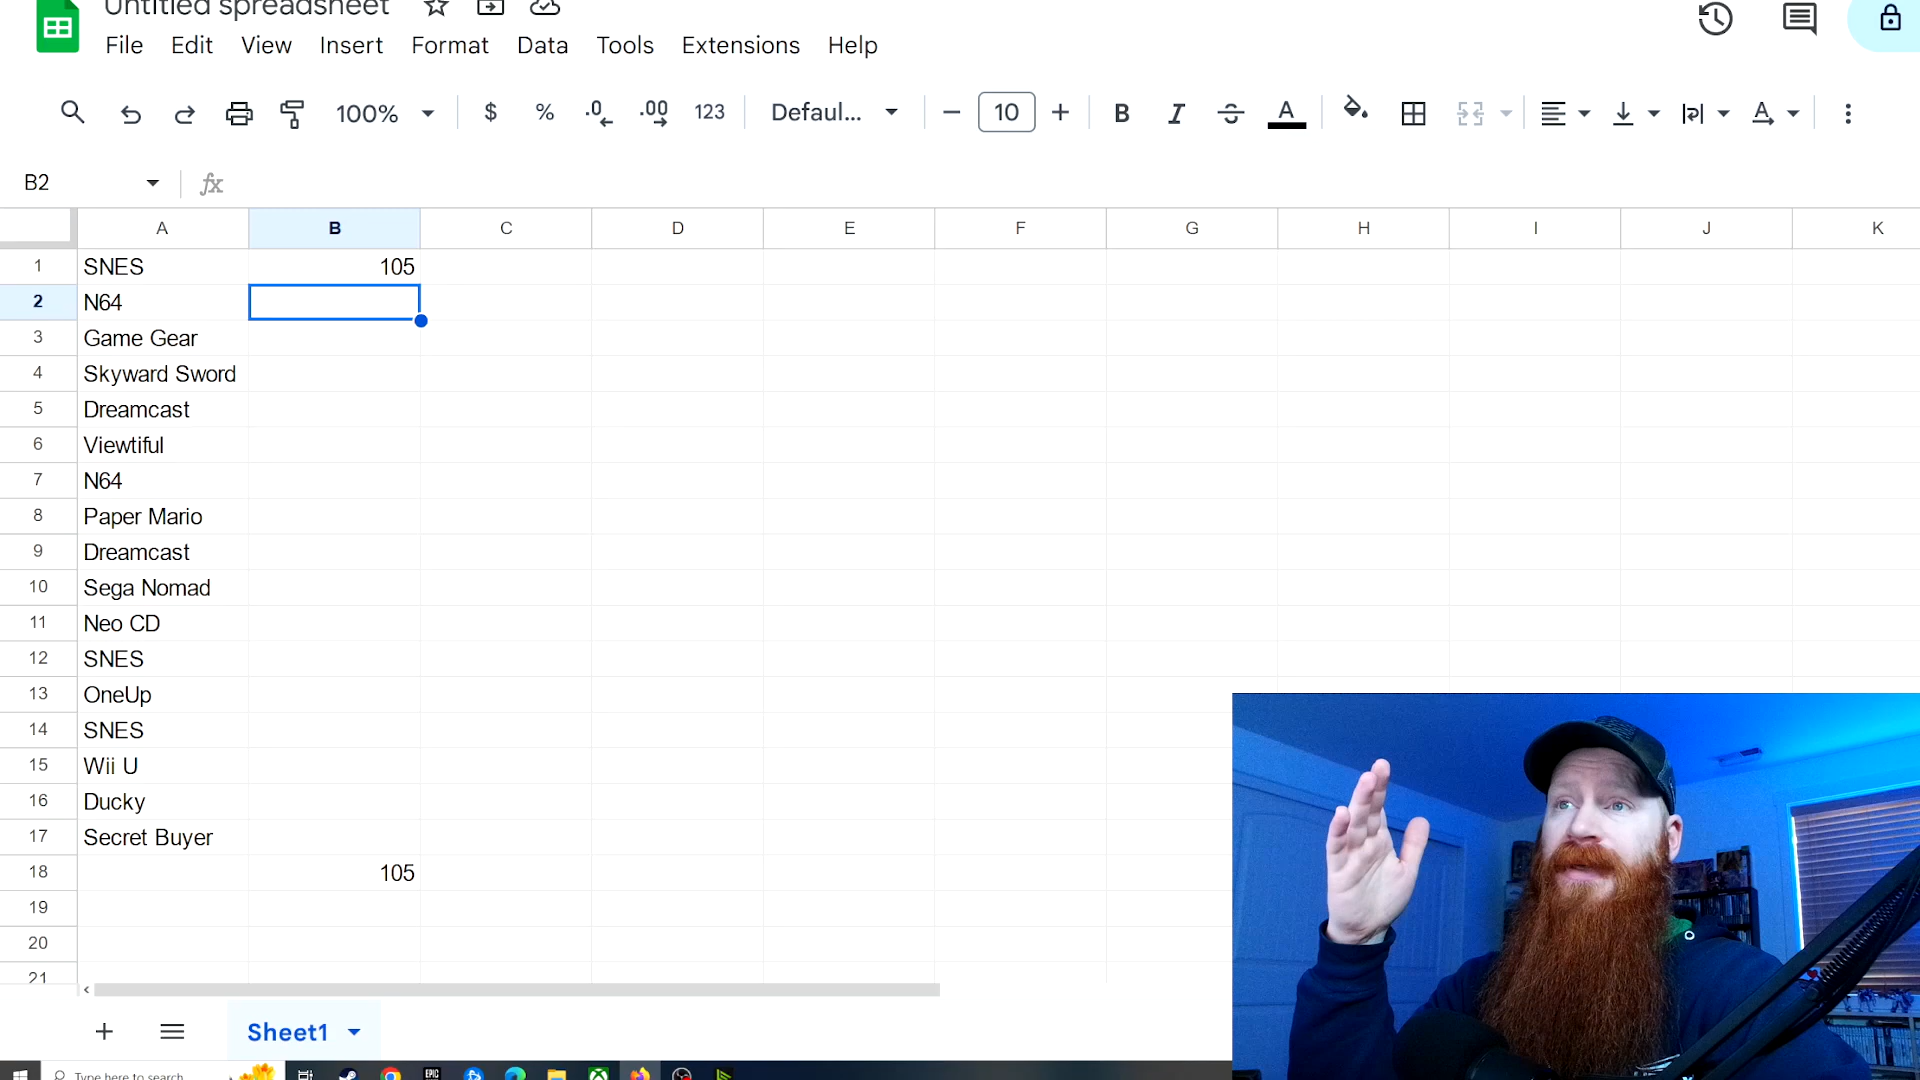 Untitled spreadsheet
File Edit View Insert Format Data Tools Extensions Help
100% $ % .0 .00 123 Defaul... 10 B I A A
B2 fx
A B C D E F G H I J K
1 SNES 105
2 N64
3 Game Gear
4 Skyward Sword
5 Dreamcast
6 Viewtiful
7 N64
8 Paper Mario
9 Dreamcast
10 Sega Nomad
11 Neo CD
12 SNES
13 OneUp
14 SNES
15 Wii U
16 Ducky
17 Secret Buyer
18 105
19
20
21
Sheet1
Type here to search
EPIC